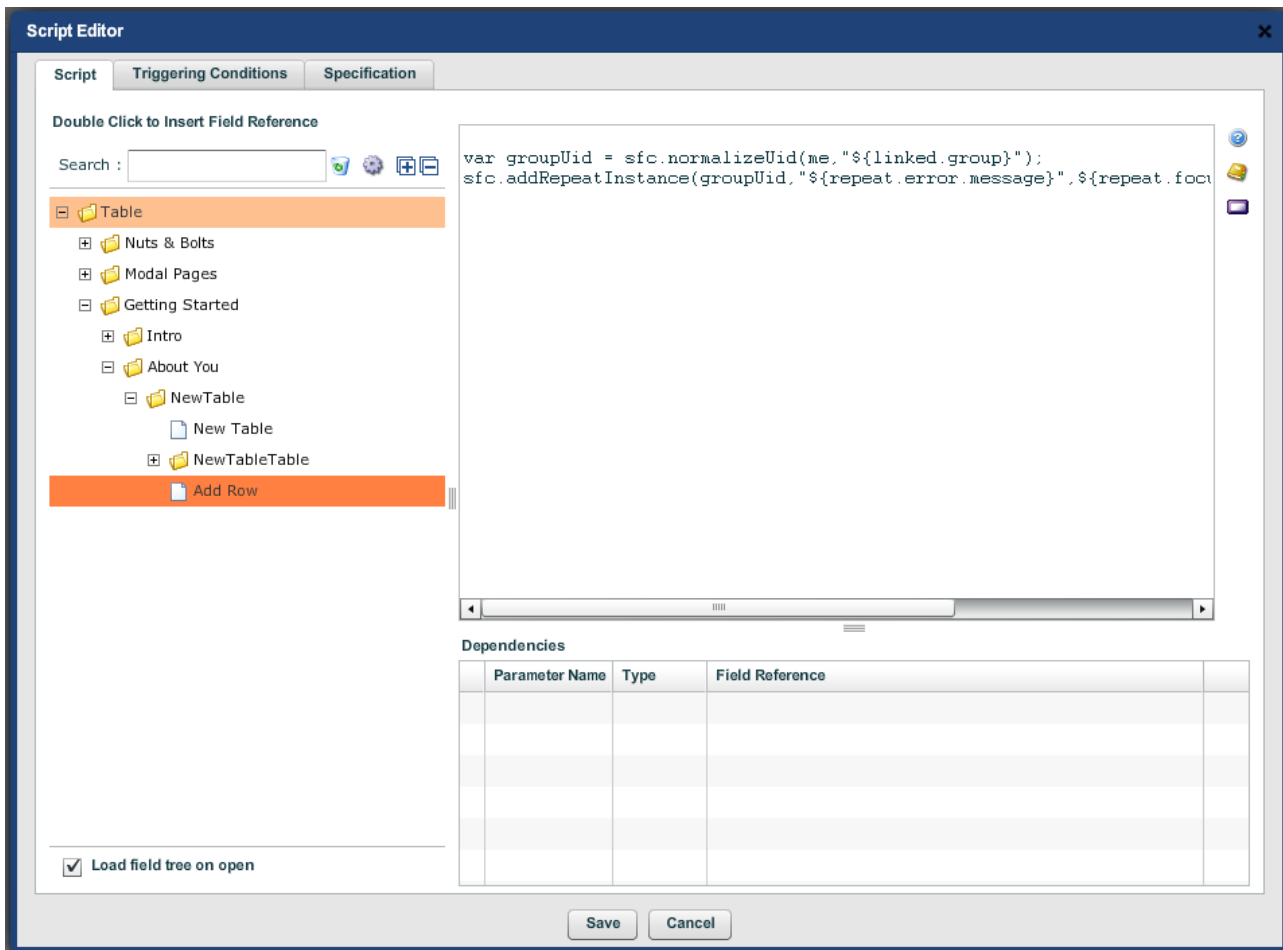 Script Editor
Script
Triggering Conditions
Specification
Double Click to Insert Field Reference
Search :
Table
Nuts & Bolts
Modal Pages
Getting Started
Intro
About You
NewTable
New Table
NewTableTable
Add Row
Load field tree on open
var groupUid = sfc.normalizeUid(me,"${linked.group}");
sfc.addRepeatInstance(groupUid,"${repeat.error.message}",${repeat.focu
Dependencies
Parameter Name Type Field Reference
Save Cancel